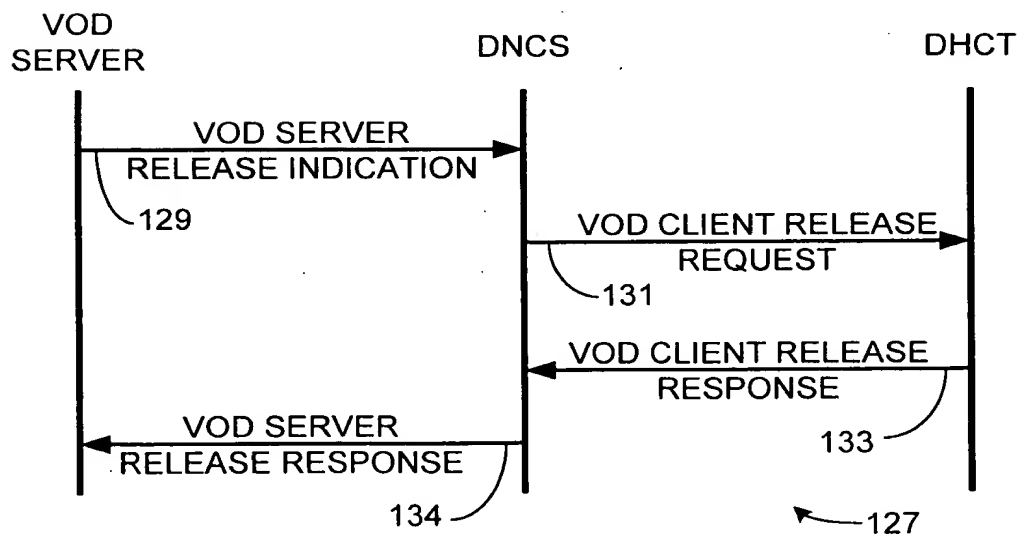 VOD
SERVER
DNCS
DHCT
VOD SERVER
RELEASE INDICATION
129
VOD CLIENT RELEASE
REQUEST
131
VOD CLIENT RELEASE
RESPONSE
133
VOD SERVER
RELEASE RESPONSE
134
127